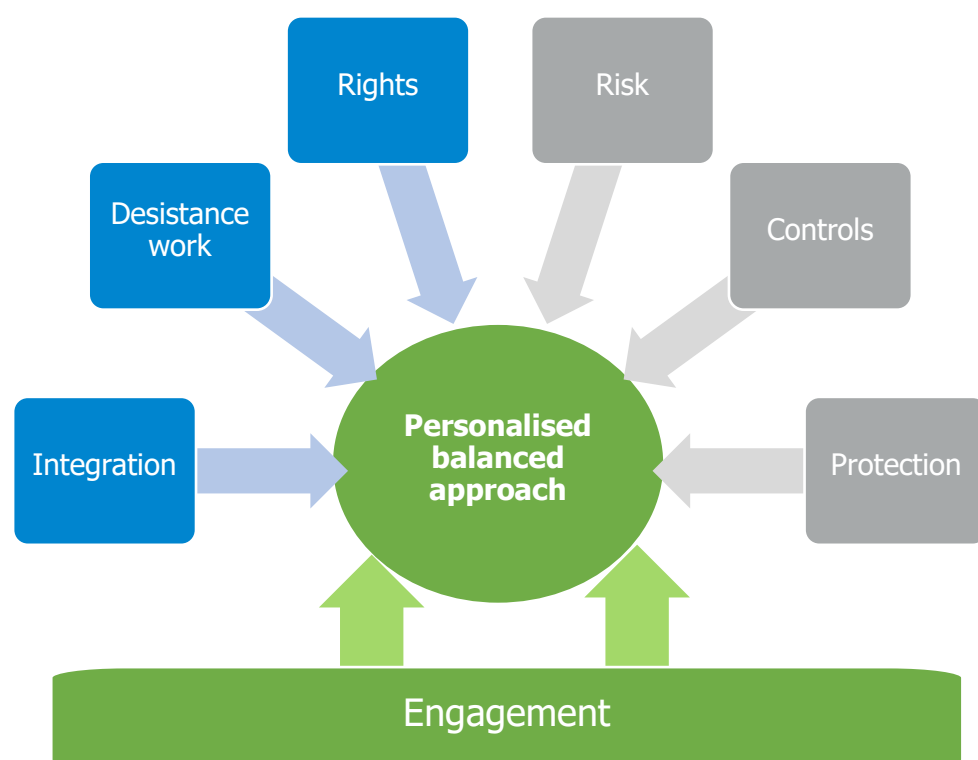 Rights
Risk
Desistance
work
Controls
Integration
Personalised
balanced
approach
Protection
Engagement